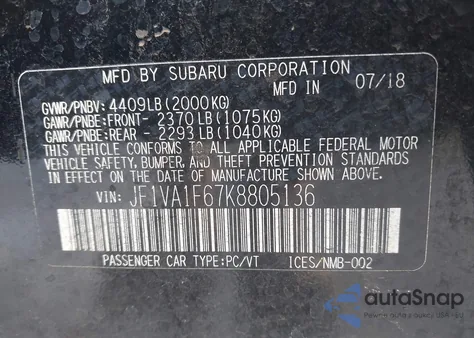 MFD BY SUBARU CORPORATION
MFD IN 07/18
GVWR/PNBV: 4409LB(2000KG)
GAWR/PNBE:FRONT- 2370LB(1075KG)
GAWR/PNBE:REAR - 2293LB(1040KG)
THIS VEHICLE CONFORMS TO ALL APPLICABLE FEDERAL MOTOR
VEHICLE SAFETY, BUMPER, AND THEFT PREVENTION STANDARDS
IN EFFECT ON THE DATE OF MANUFACTURE SHOWN ABOVE.
VIN: JF1VA1F67K8805136
PASSENGER CAR TYPE:PC/VT ICES/NMB-002
autoSnap